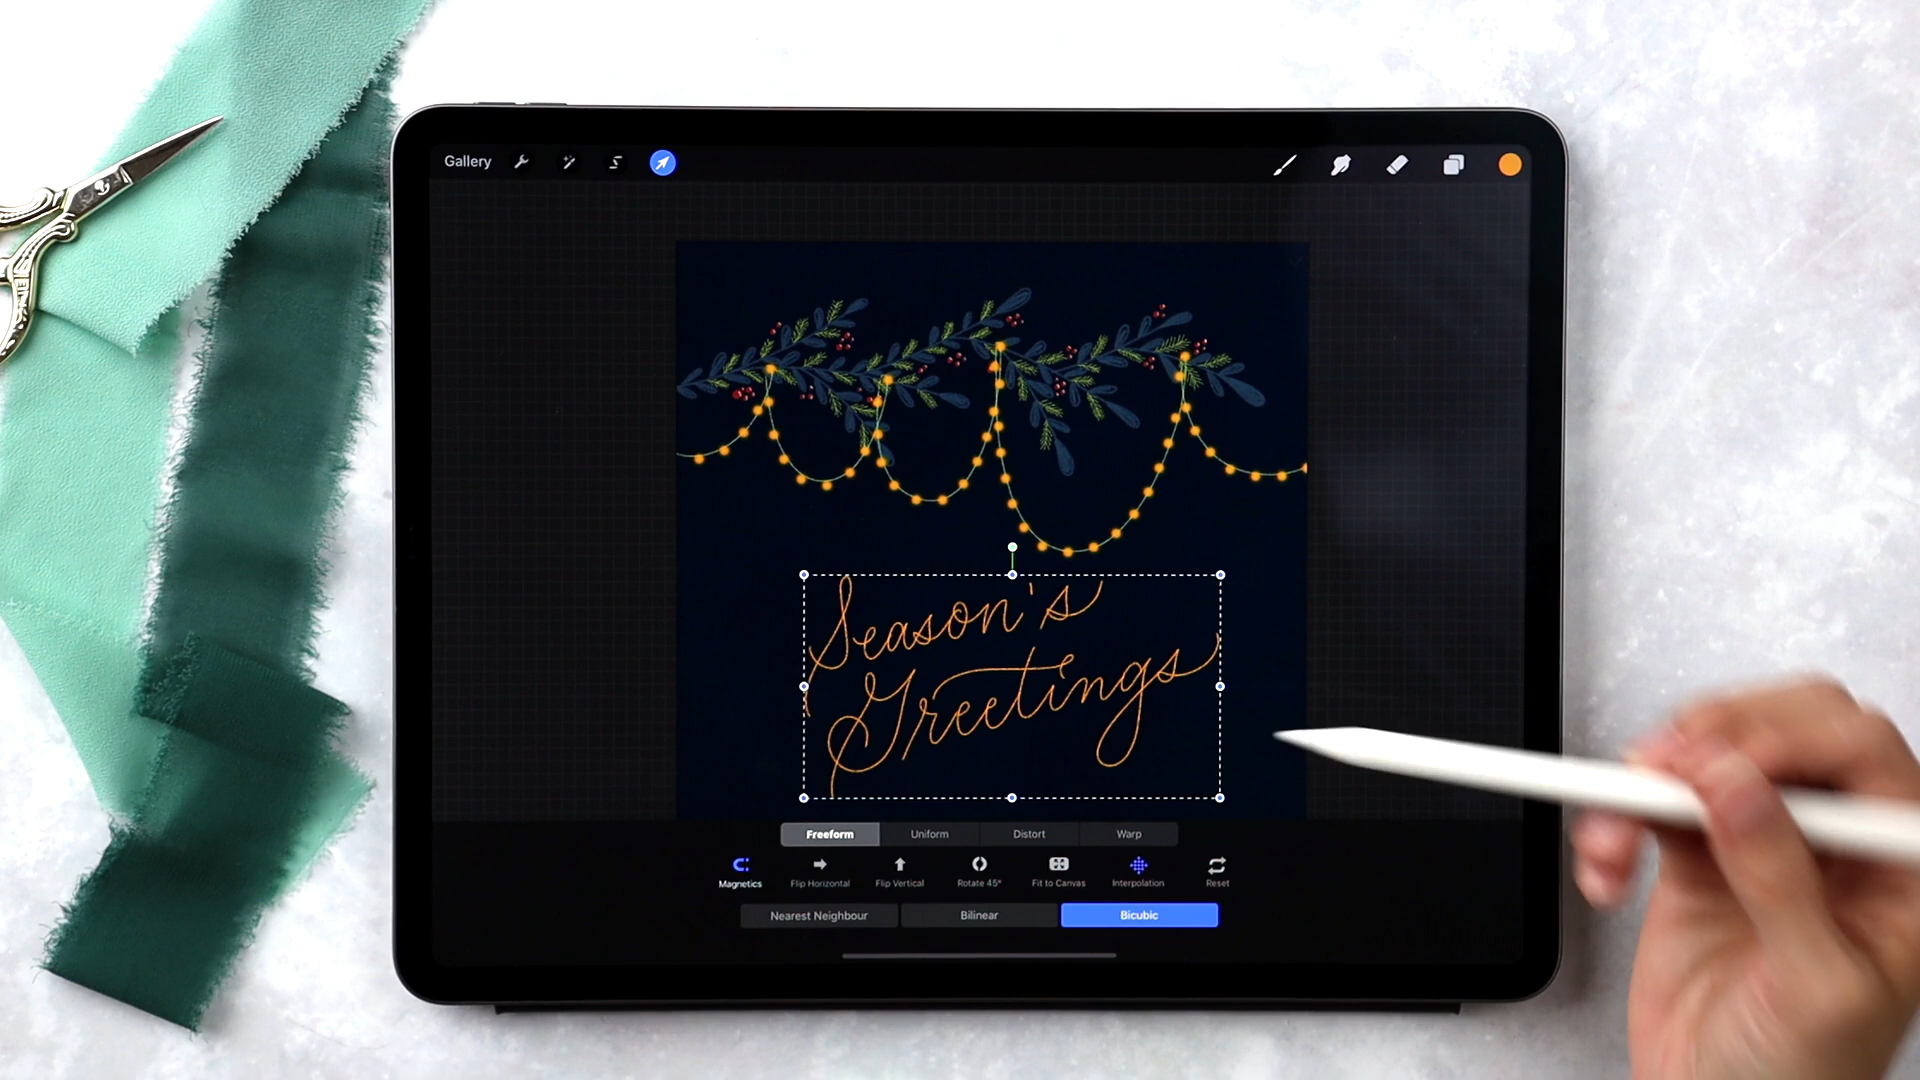 Gallery
Season's
Greetings
Freeform Uniform Distort Warp
Magnetics Flip Horizontal Flip Vertical Rotate 45° Fit to Canvas Interpolation Reset
Nearest Neighbour Bilinear Bicubic